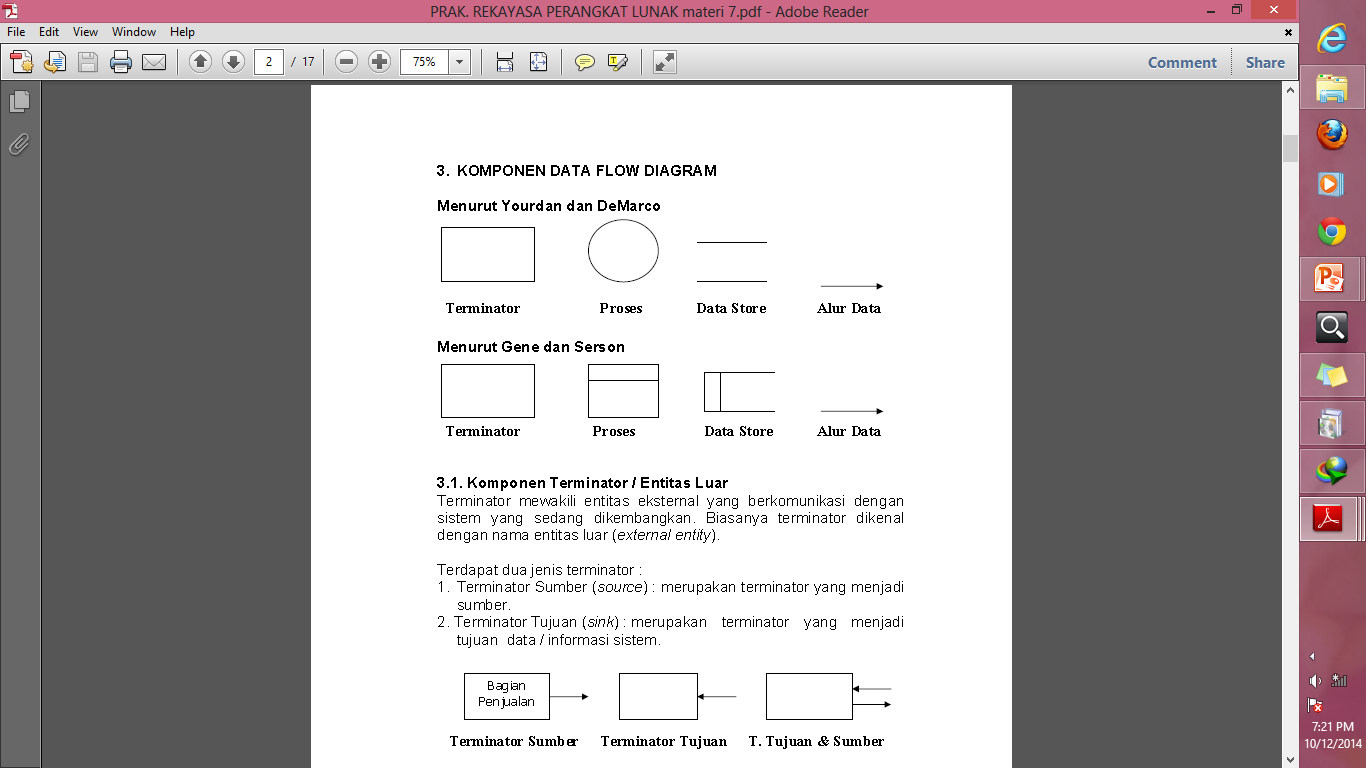 PRAK. REKAYASA PERANGKAT LUNAK materi 7.pdf - Adobe Reader
File Edit View Window Help
2 / 17 75% Comment Share
3. KOMPONEN DATA FLOW DIAGRAM
Menurut Yourdan dan DeMarco
Terminator Proses Data Store Alur Data
Menurut Gene dan Serson
Terminator Proses Data Store Alur Data
3.1. Komponen Terminator / Entitas Luar
Terminator mewakili entitas eksternal yang berkomunikasi dengan
sistem yang sedang dikembangkan. Biasanya terminator dikenal
dengan nama entitas luar (external entity).
Terdapat dua jenis terminator :
1. Terminator Sumber (source) : merupakan terminator yang menjadi
sumber.
2. Terminator Tujuan (sink) : merupakan terminator yang menjadi
tujuan data / informasi sistem.
Bagian
Penjualan
Terminator Sumber Terminator Tujuan T. Tujuan & Sumber
7:21 PM
10/12/2014